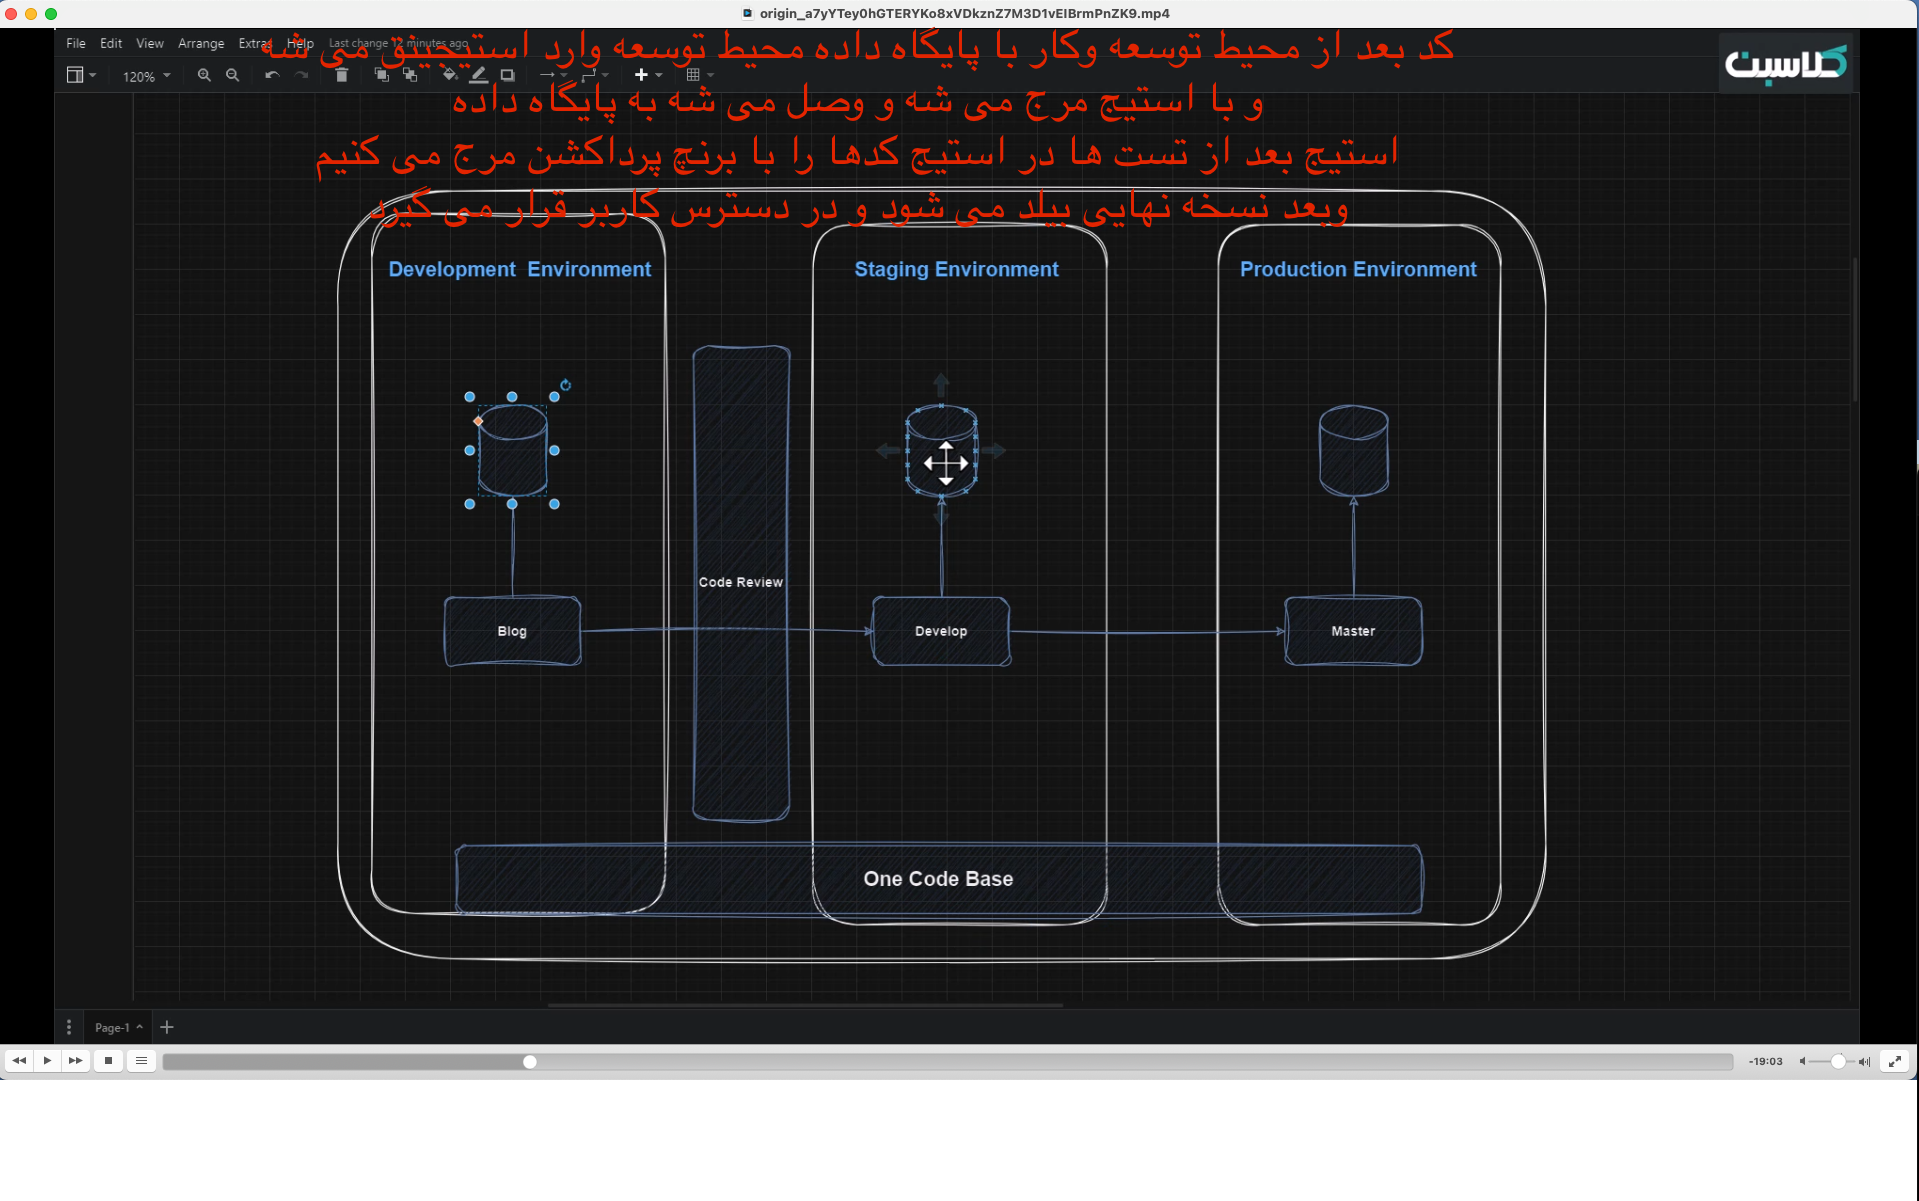 origin_a7yYTey0hGTERYKo8xVDkznZ7M3D1vEIBrmPnZK9.mp4
File Edit View Arrange Extras Help Last change 12 minutes ago
کد بعد از محیط توسعه وکار با پایگاه داده محیط توسعه وارد استیجینق می شه
کلاسبن
120%
و با استیج مرج می شه و وصل می شه به پایگاه داده
استیج بعد از تست ها در استیج کدها را با برنچ پرداکشن مرج می کنیم
وبعد نسخه نهایی بیلد می شود و در دسترس کاربر قرار می گیرد
Development Environment
Staging Environment
Production Environment
Code Review
Blog
Develop
Master
One Code Base
Page-1
-19:03